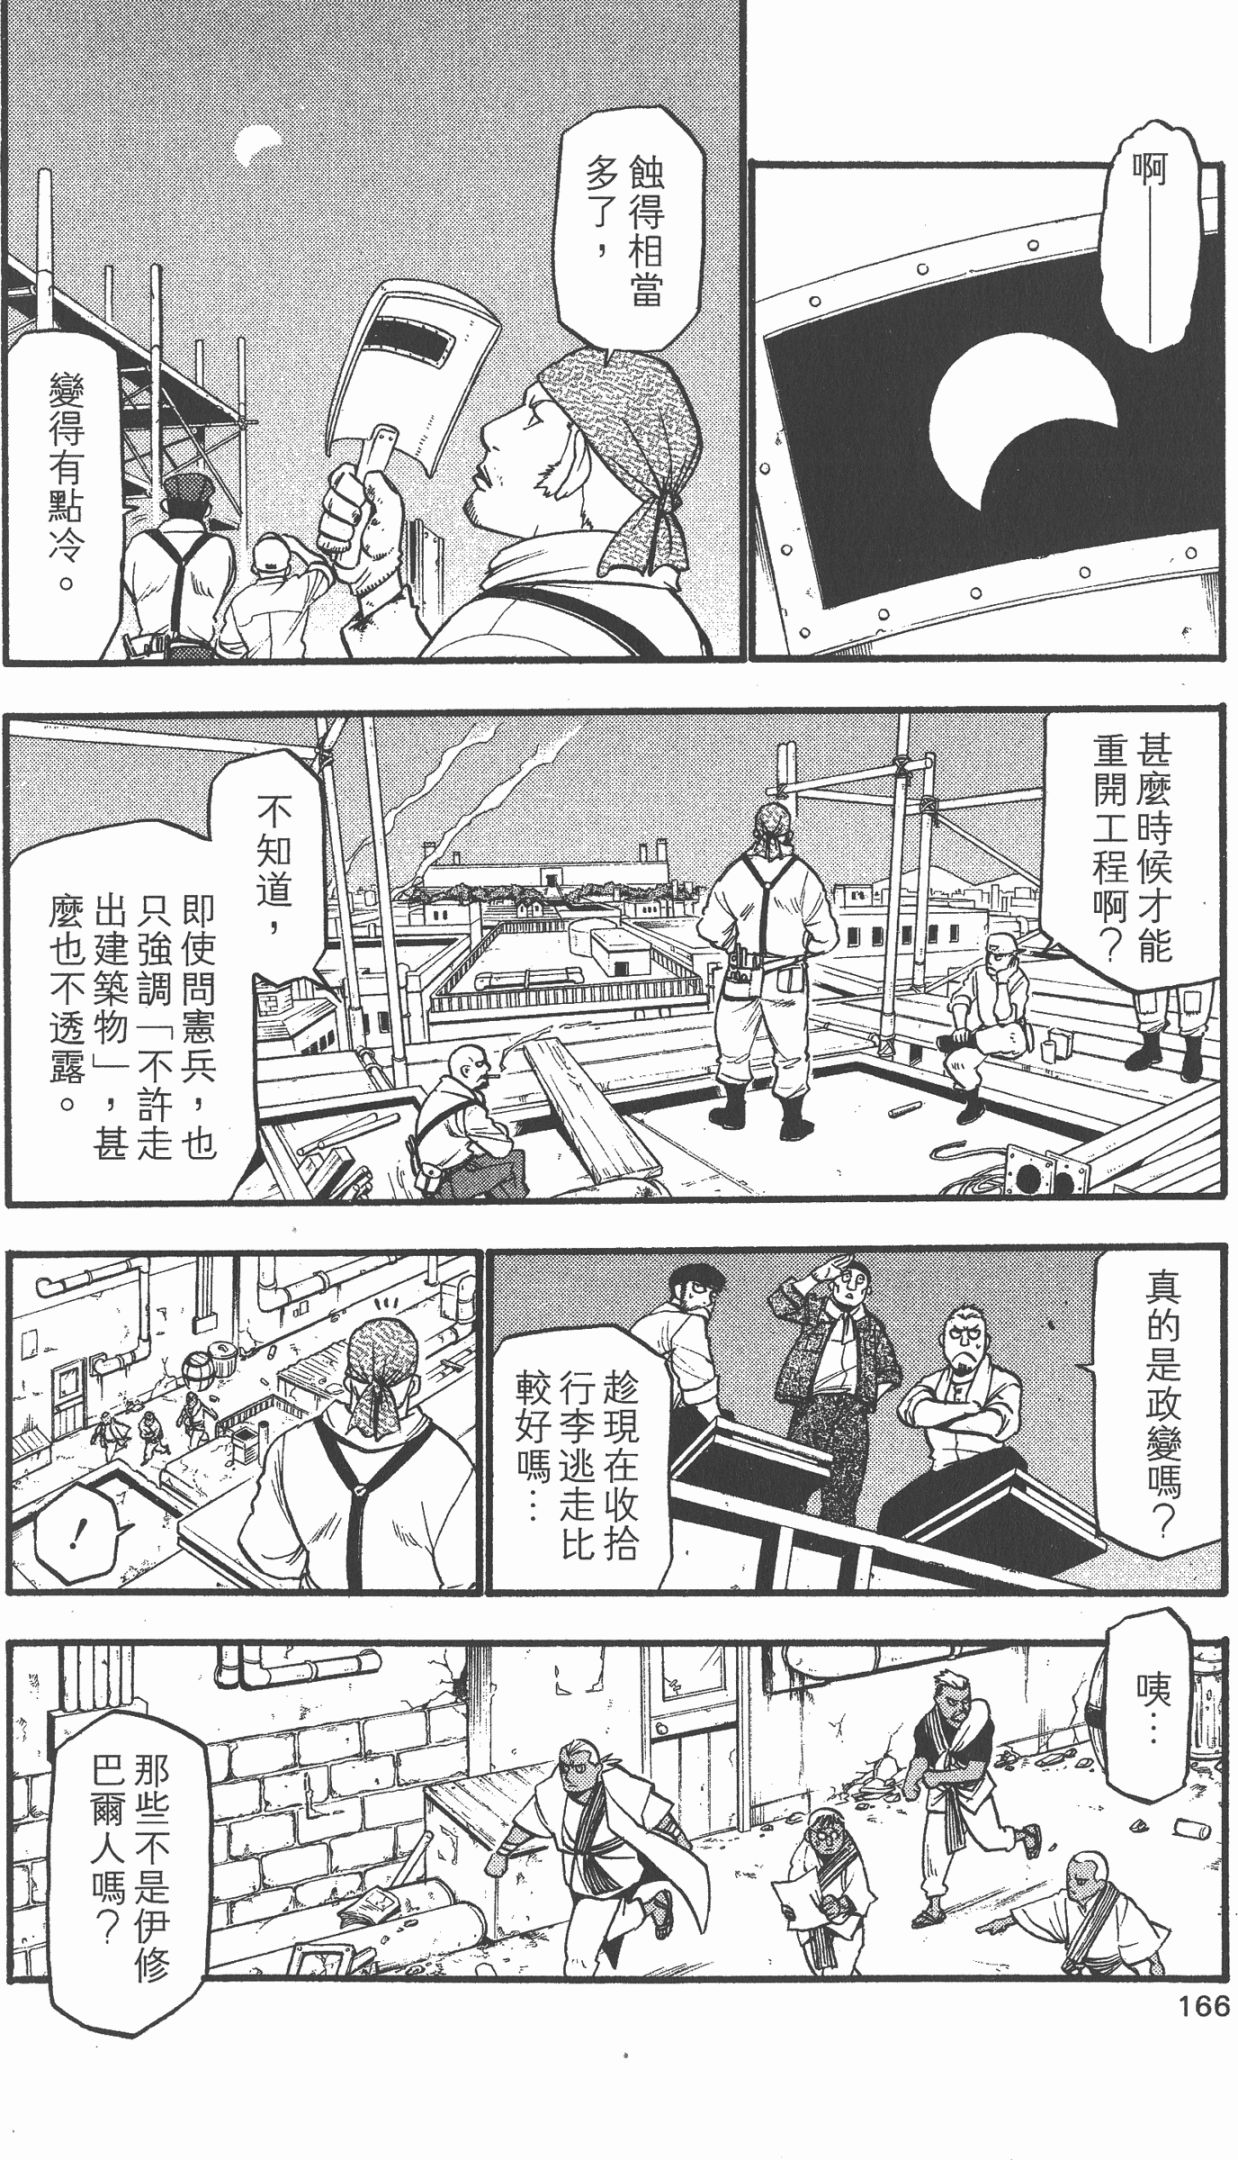 啊——
蝕得相當
多了，
變得有點冷。
甚麼時候才能
重開工程啊？
不知道，
即使問憲兵，也
只強調「不許走
出建築物」，甚
麼也不透露。
真的是政變嗎？
趁現在收拾
行李逃走比
較好嗎…
！
咦…
那些不是伊修
巴爾人嗎？
166